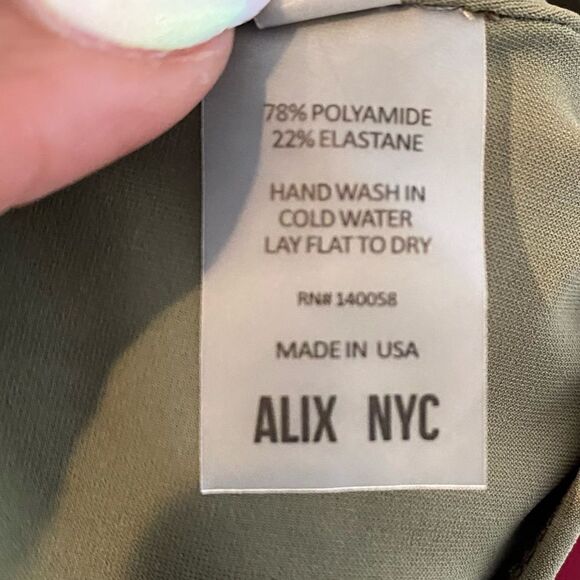 78% POLYAMIDE
22% ELASTANE
HAND WASH IN
COLD WATER
LAY FLAT TO DRY
RN# 140058
MADE IN USA
ALIX NYC